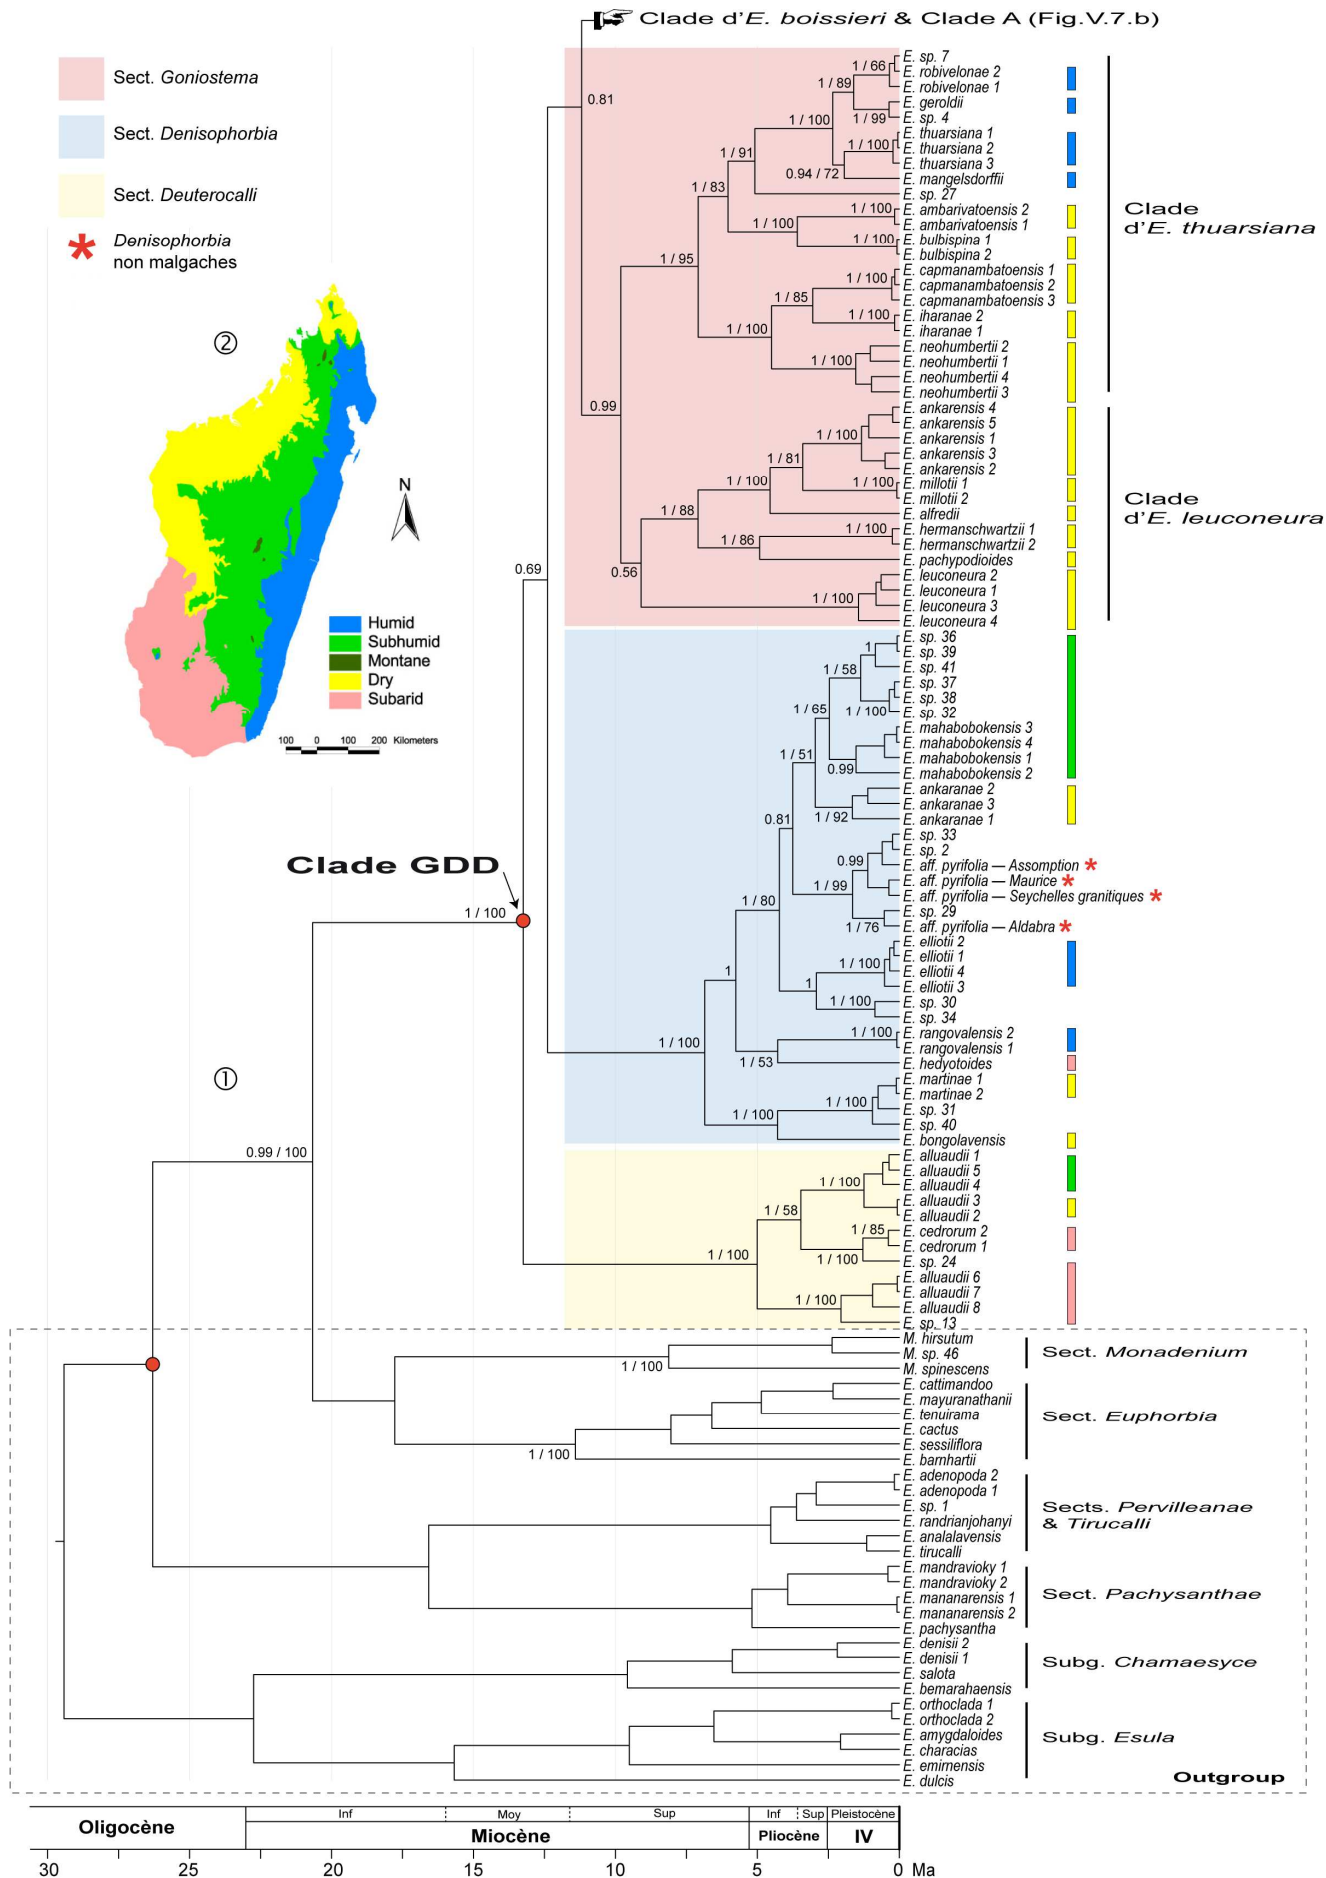 Clade d'E. boissieri & Clade A (Fig.V.7.b)
Sect. Goniostema
Sect. Denisophorbia
Sect. Deuterocalli
* Denisophorbia
non malgaches
②
N
Humid
Subhumid
Montane
Dry
Subarid
100 0 100 200 Kilometers
Clade GDD
①
0.81
0.99
0.69
1 / 100
0.99 / 100
1 / 66
1 / 89
1 / 99
1 / 100
1 / 100
0.94 / 72
1 / 91
1 / 83
1 / 100
1 / 100
1 / 100
1 / 95
1 / 100
1 / 85
1 / 100
1 / 100
1 / 100
1 / 100
1 / 81
1 / 100
1 / 100
1 / 88
1 / 100
1 / 86
0.56
1 / 100
1
1 / 58
1 / 100
1 / 65
0.99
1 / 51
1 / 92
0.81
0.99
1 / 99
1 / 76
1 / 80
1 / 100
1
1 / 100
1
1 / 100
1 / 53
1 / 100
1 / 100
1 / 100
1 / 100
1 / 58
1 / 85
1 / 100
1 / 100
1 / 100
1 / 100
1 / 100
E. sp. 7
E. robivelonae 2
E. robivelonae 1
E. geroldii
E. sp. 4
E. thuarsiana 1
E. thuarsiana 2
E. thuarsiana 3
E. mangelsdorffii
E. sp. 27
E. ambarivatoensis 2
E. ambarivatoensis 1
E. bulbispina 1
E. bulbispina 2
E. capmanambatoensis 1
E. capmanambatoensis 2
E. capmanambatoensis 3
E. iharanae 2
E. iharanae 1
E. neohumbertii 2
E. neohumbertii 1
E. neohumbertii 4
E. neohumbertii 3
Clade
d'E. thuarsiana
E. ankarensis 4
E. ankarensis 5
E. ankarensis 1
E. ankarensis 3
E. ankarensis 2
E. millotii 1
E. millotii 2
E. alfredii
E. hermanschwartzii 1
E. hermanschwartzii 2
E. pachypodioides
E. leuconeura 2
E. leuconeura 1
E. leuconeura 3
E. leuconeura 4
Clade
d'E. leuconeura
E. sp. 36
E. sp. 39
E. sp. 41
E. sp. 37
E. sp. 38
E. sp. 32
E. mahabobokensis 3
E. mahabobokensis 4
E. mahabobokensis 1
E. mahabobokensis 2
E. ankaranae 2
E. ankaranae 3
E. ankaranae 1
E. sp. 33
E. sp. 2
E. aff. pyrifolia — Assomption *
E. aff. pyrifolia — Maurice *
E. aff. pyrifolia — Seychelles granitiques *
E. sp. 29
E. aff. pyrifolia — Aldabra *
E. elliotii 2
E. elliotii 1
E. elliotii 4
E. elliotii 3
E. sp. 30
E. sp. 34
E. rangovalensis 2
E. rangovalensis 1
E. hedyotoides
E. martinae 1
E. martinae 2
E. sp. 31
E. sp. 40
E. bongolavensis
E. alluaudii 1
E. alluaudii 5
E. alluaudii 4
E. alluaudii 3
E. alluaudii 2
E. cedrorum 2
E. cedrorum 1
E. sp. 24
E. alluaudii 6
E. alluaudii 7
E. alluaudii 8
E. sp. 13
M. hirsutum
M. sp. 46
M. spinescens
Sect. Monadenium
E. cattimandoo
E. mayuranathanii
E. tenuirama
E. cactus
E. sessiliflora
E. barnhartii
Sect. Euphorbia
E. adenopoda 2
E. adenopoda 1
E. sp. 1
E. randrianjohanyi
E. analalavensis
E. tirucalli
Sects. Pervilleanae
& Tirucalli
E. mandravioky 1
E. mandravioky 2
E. mananarensis 1
E. mananarensis 2
E. pachysantha
Sect. Pachysanthae
E. denisii 2
E. denisii 1
E. salota
E. bemarahaensis
Subg. Chamaesyce
E. orthoclada 1
E. orthoclada 2
E. amygdaloides
E. characias
E. emirnensis
E. dulcis
Subg. Esula
Outgroup
Inf Moy Sup Inf Sup Pleistocène
Oligocène Miocène Pliocène IV
30 25 20 15 10 5 0 Ma